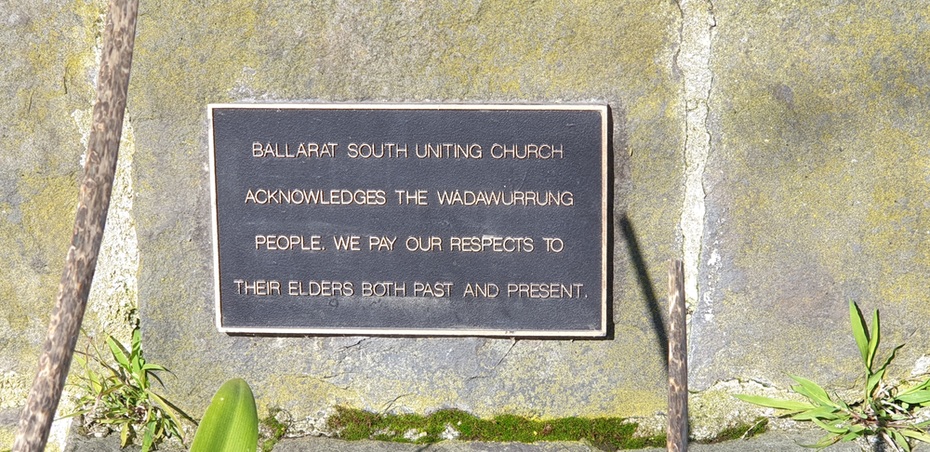 BALLARAT SOUTH UNITING CHURCH
ACKNOWLEDGES THE WADAWURRUNG
PEOPLE. WE PAY OUR RESPECTS TO
THEIR ELDERS BOTH PAST AND PRESENT.